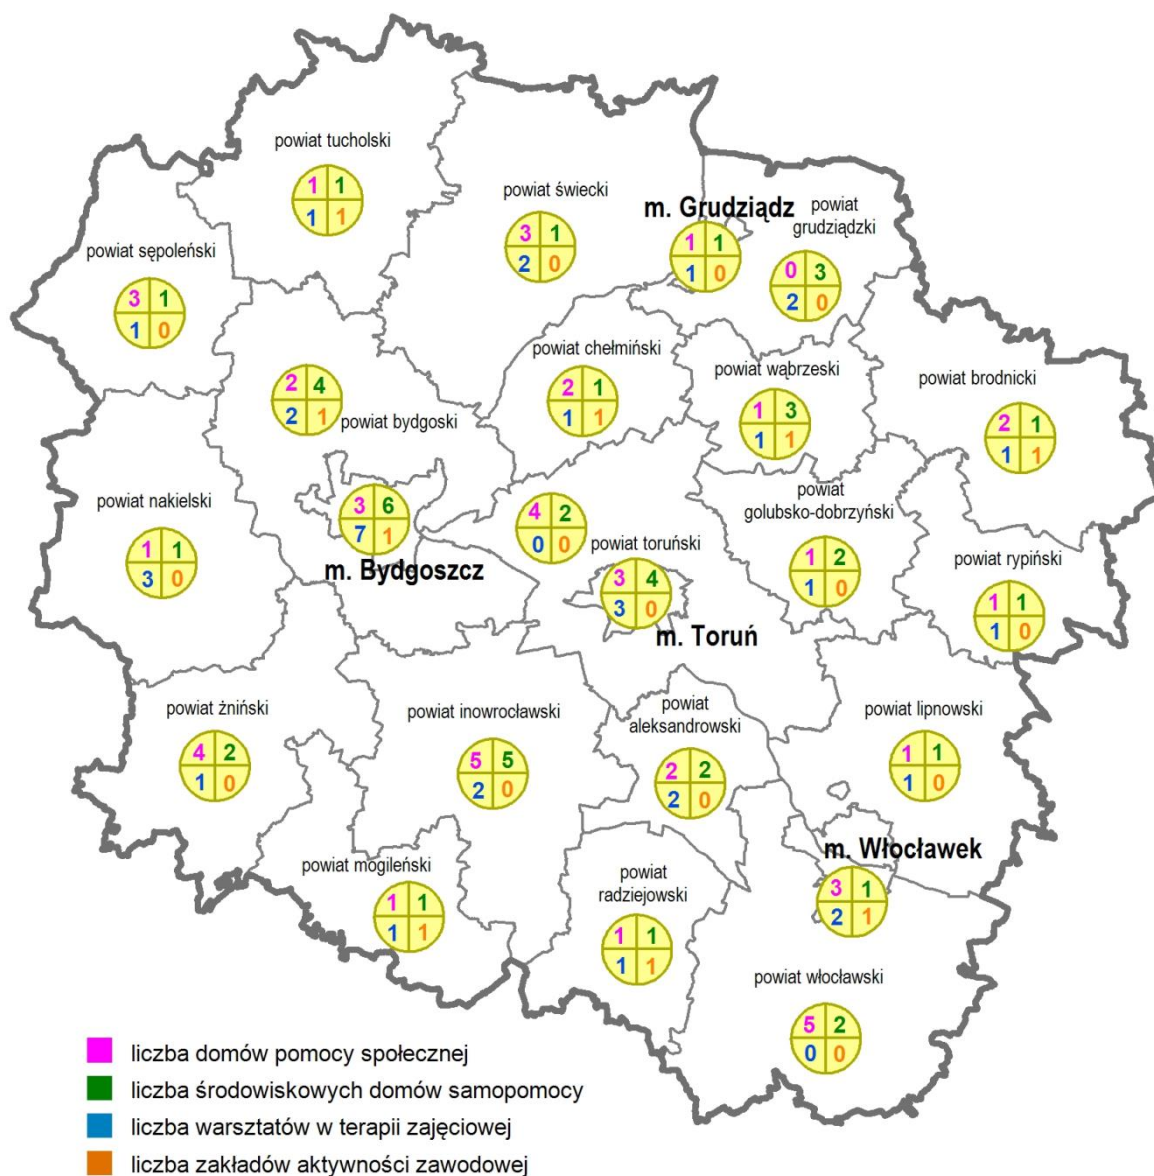 powiat tucholski
1 1
1 1
powiat świecki
3 1
2 0
m. Grudziądz
1 1
1 0
powiat
grudziądzki
0 3
2 0
powiat sępoleński
3 1
1 0
powiat bydgoski
2 4
2 1
powiat chełmiński
2 1
1 1
powiat wąbrzeski
1 3
1 1
powiat brodnicki
2 1
1 1
powiat nakielski
1 1
3 0
3 6
7 1
m. Bydgoszcz
4 2
0 0
powiat toruński
3 4
3 0
m. Toruń
powiat
golubsko-dobrzyński
1 2
1 0
powiat rypiński
1 1
1 0
powiat żniński
4 2
1 0
powiat inowrocławski
5 5
2 0
powiat
aleksandrowski
2 2
2 0
powiat lipnowski
1 1
1 0
powiat mogileński
1 1
1 1
powiat
radziejowski
1 1
1 1
m. Włocławek
3 1
2 1
powiat włocławski
5 2
0 0
liczba domów pomocy społecznej
liczba środowiskowych domów samopomocy
liczba warsztatów w terapii zajęciowej
liczba zakładów aktywności zawodowej